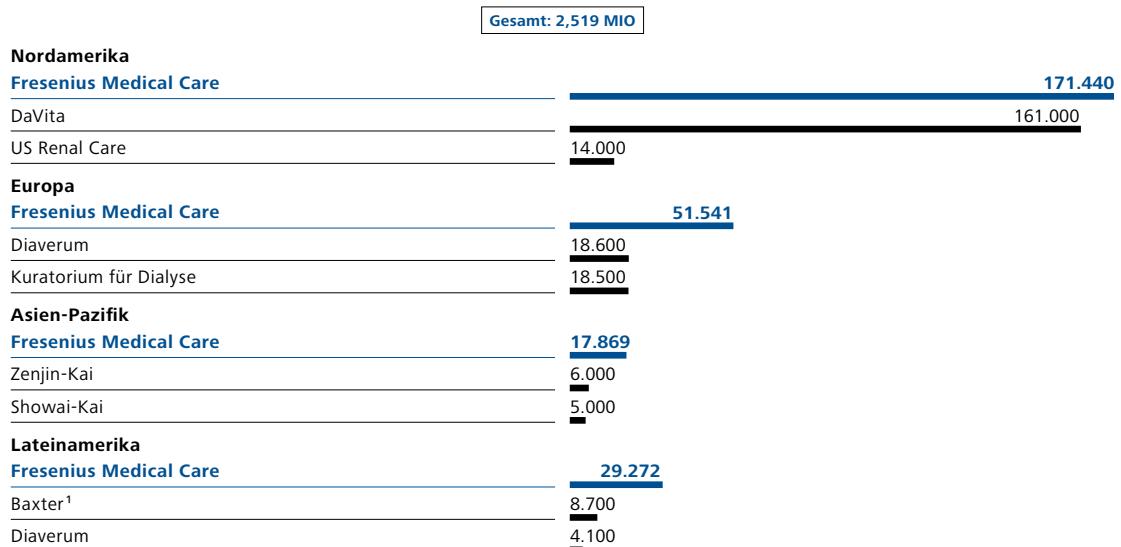 Gesamt: 2,519 MIO
Nordamerika
Fresenius Medical Care 171.440
DaVita 161.000
US Renal Care 14.000
Europa
Fresenius Medical Care 51.541
Diaverum 18.600
Kuratorium für Dialyse 18.500
Asien-Pazifik
Fresenius Medical Care 17.869
Zenjin-Kai 6.000
Showai-Kai 5.000
Lateinamerika
Fresenius Medical Care 29.272
Baxter¹ 8.700
Diaverum 4.100